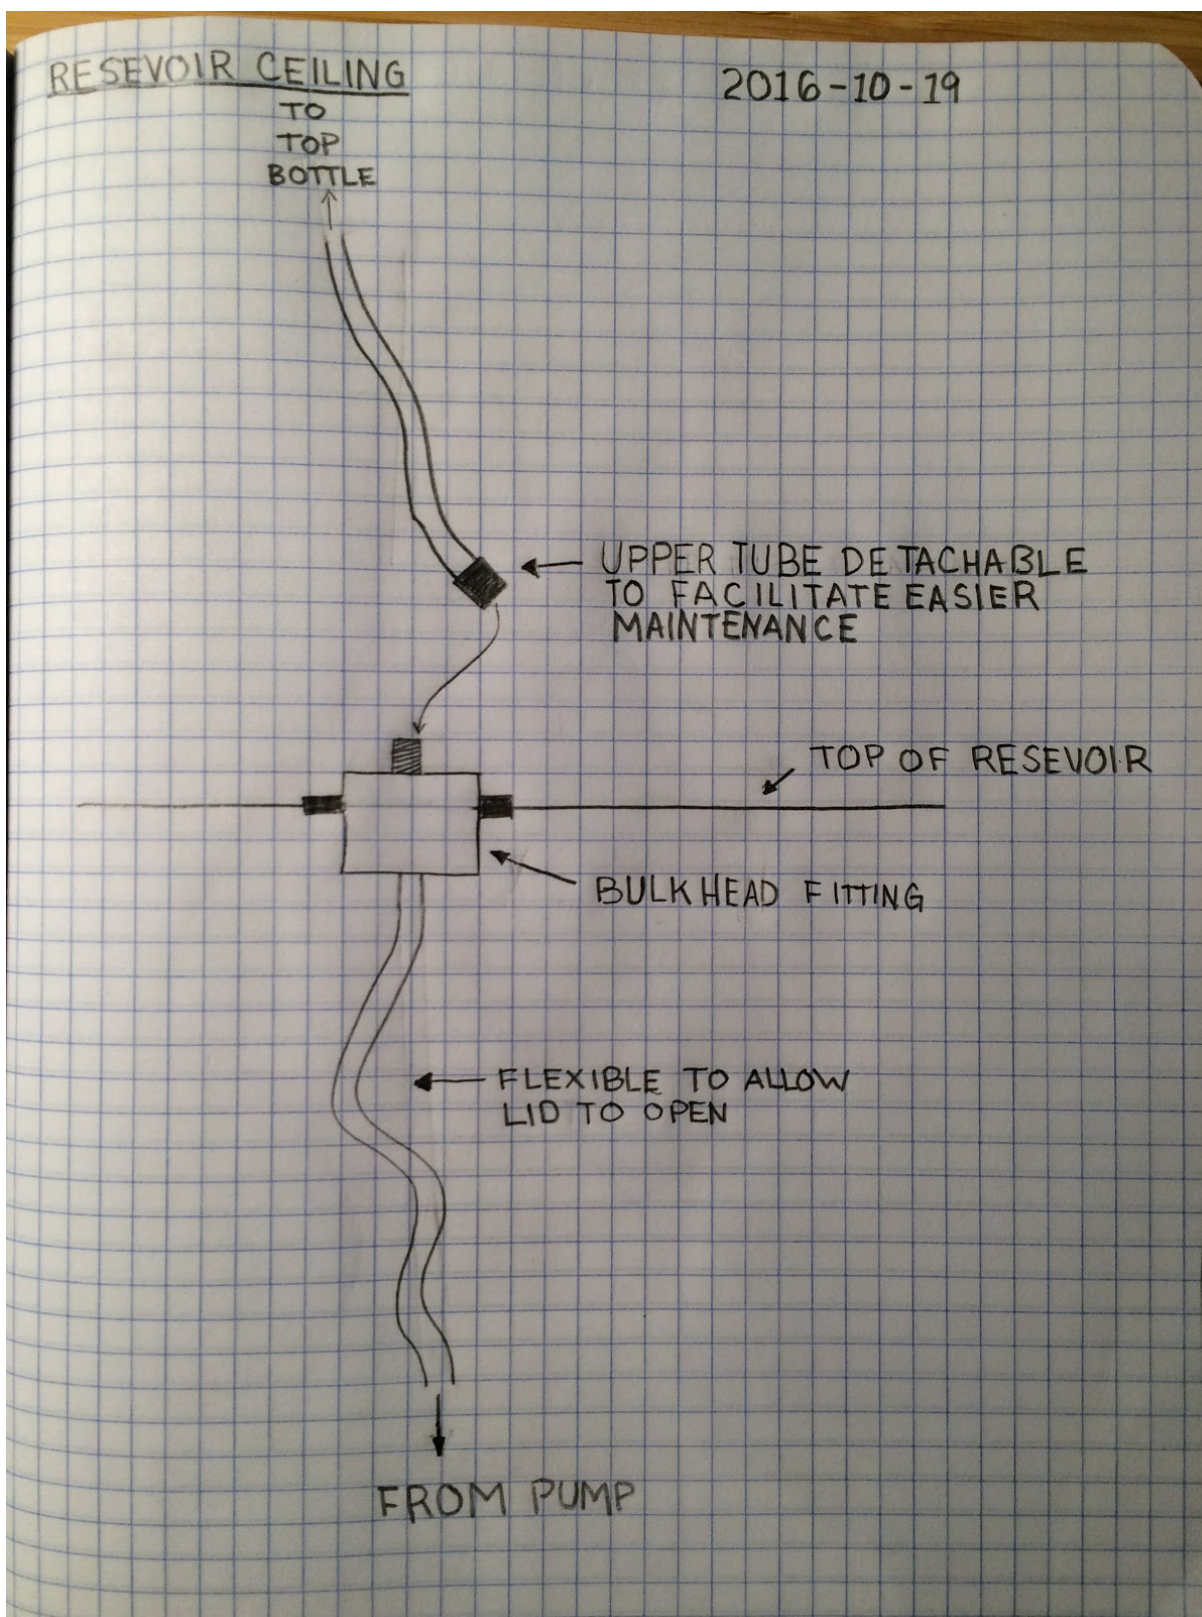 RESEVOIR CEILING
2016-10-19
TO
TOP
BOTTLE
UPPER TUBE DETACHABLE
TO FACILITATE EASIER
MAINTENANCE
TOP OF RESEVOIR
BULKHEAD FITTING
FLEXIBLE TO ALLOW
LID TO OPEN
FROM PUMP